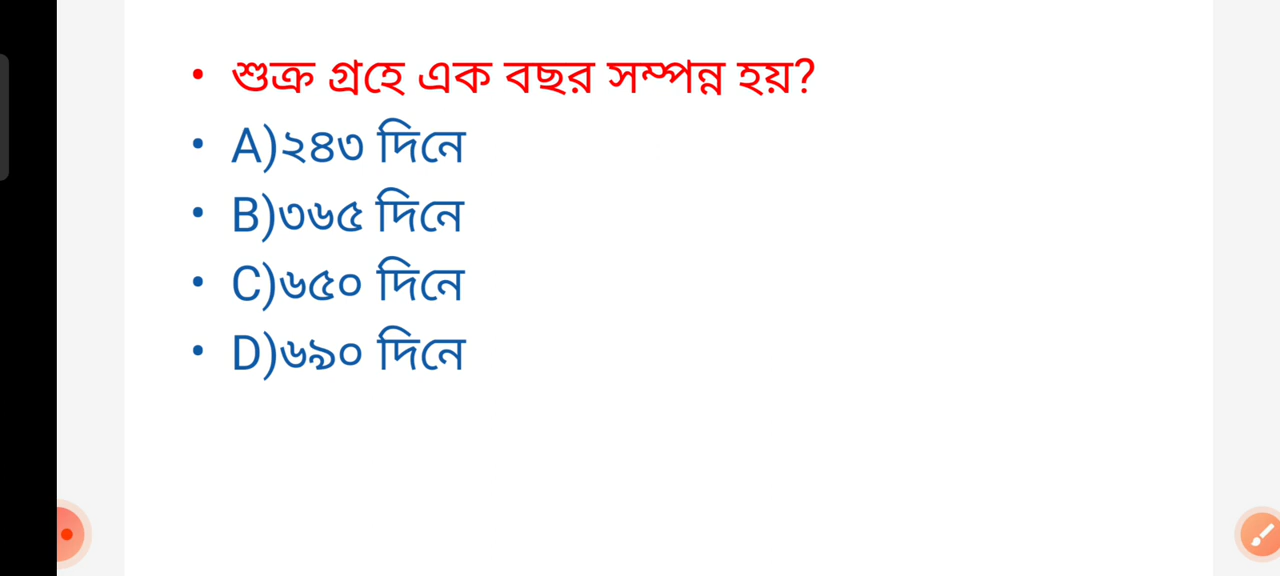 • শুক্র গ্রহে এক বছর সম্পন্ন হয়?
• A)২৪৩ দিনে
• B)৩৬৫ দিনে
• C)৬৫০ দিনে
• D)৬৯০ দিনে